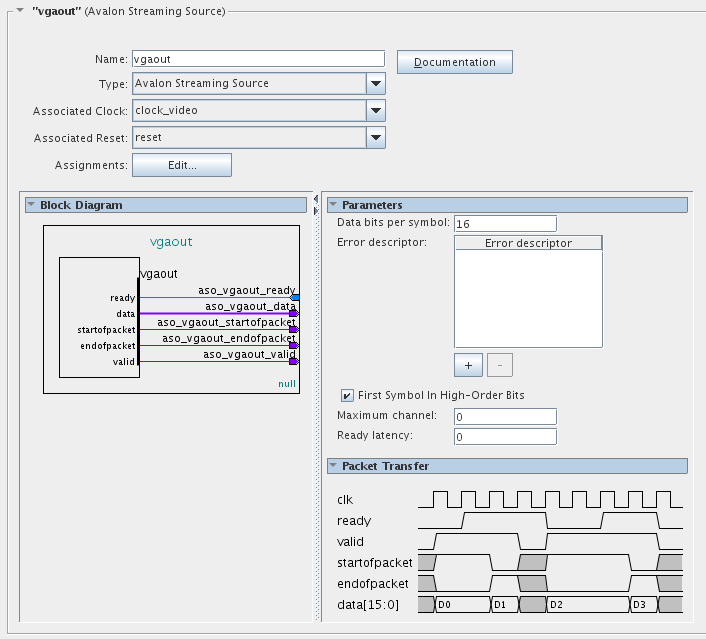 "vgaout" (Avalon Streaming Source)
Name: vgaout Documentation
Type: Avalon Streaming Source
Associated Clock: clock_video
Associated Reset: reset
Assignments: Edit...
Block Diagram
vgaout
vgaout
ready aso_vgaout_ready
data aso_vgaout_data
startofpacket aso_vgaout_startofpacket
endofpacket aso_vgaout_endofpacket
valid aso_vgaout_valid
null
Parameters
Data bits per symbol: 16
Error descriptor: Error descriptor
+ -
First Symbol In High-Order Bits
Maximum channel: 0
Ready latency: 0
Packet Transfer
clk
ready
valid
startofpacket
endofpacket
data[15:0] D0 D1 D2 D3